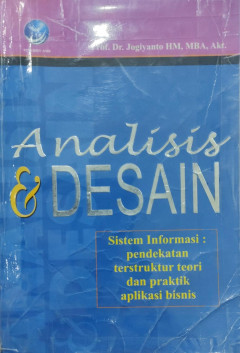 Prof. Dr. Jogiyanto HM, MBA, Akt.
Analisis
& DESAIN
Sistem Informasi :
pendekatan
terstruktur teori
dan praktik
aplikasi bisnis